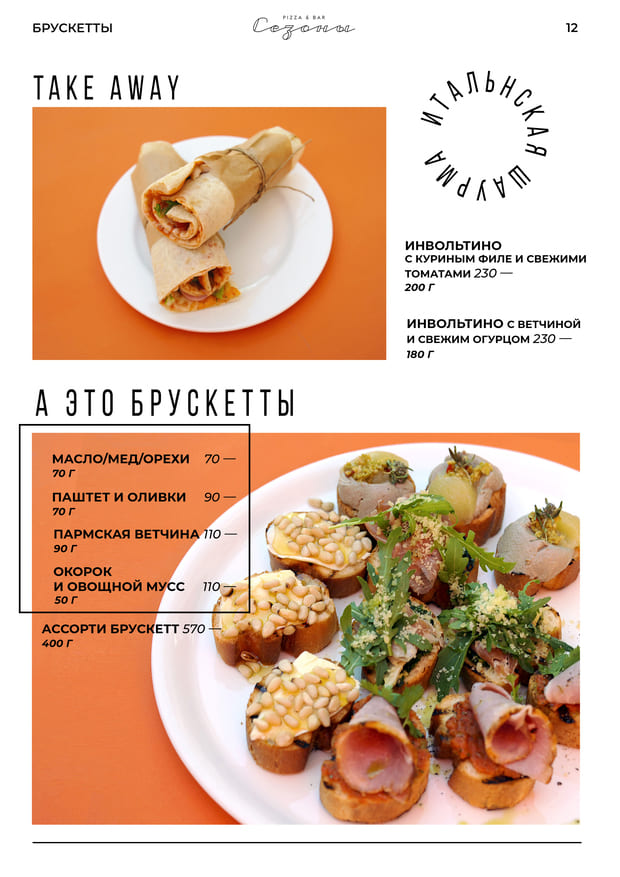 БРУСКЕТТЫ
PIZZA & BAR
Сезоны
12
TAKE AWAY
ИТАЛЬНСКАЯ ШАУРМА
ИНВОЛЬТИНО
С КУРИНЫМ ФИЛЕ И СВЕЖИМИ
ТОМАТАМИ 230 —
200 Г
ИНВОЛЬТИНО С ВЕТЧИНОЙ
И СВЕЖИМ ОГУРЦОМ 230 —
180 Г
А ЭТО БРУСКЕТТЫ
МАСЛО/МЕД/ОРЕХИ 70 —
70 Г
ПАШТЕТ И ОЛИВКИ 90 —
70 Г
ПАРМСКАЯ ВЕТЧИНА 110 —
90 Г
ОКОРОК
И ОВОЩНОЙ МУСС 110 —
50 Г
АССОРТИ БРУСКЕТТ 570 —
400 Г